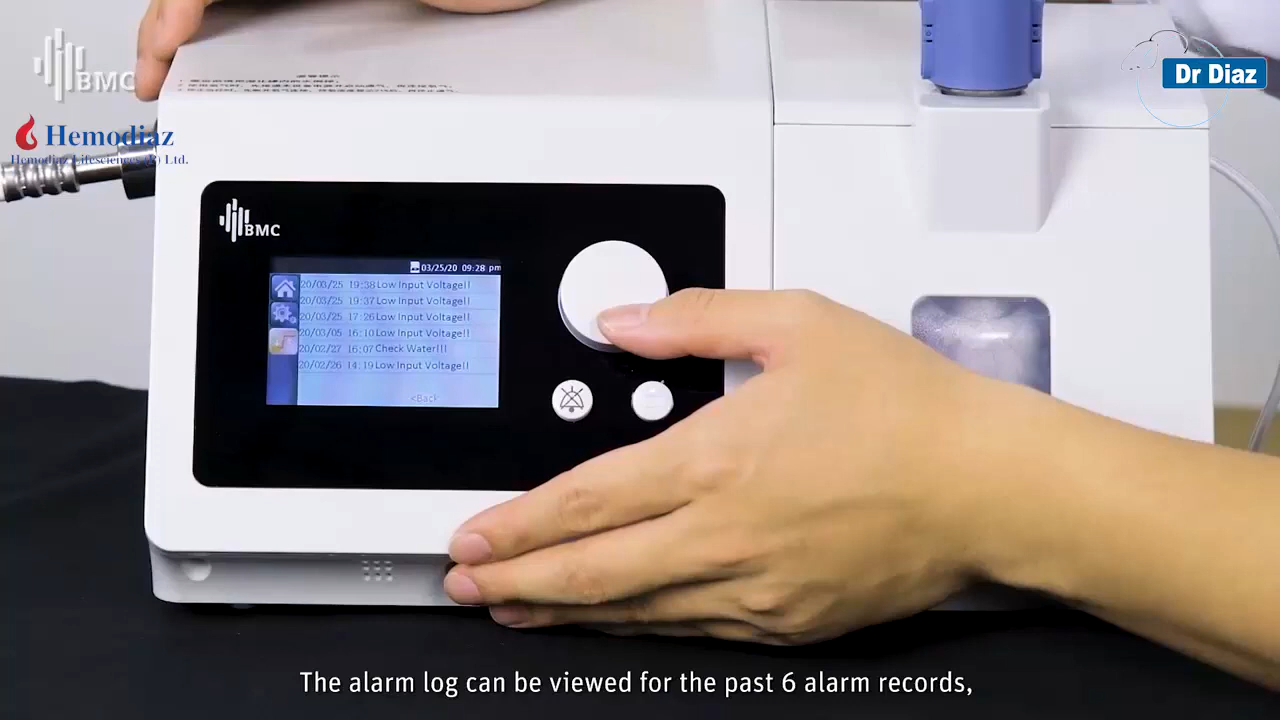 BMC
Dr Diaz
Hemodiaz
Hemodiaz Lifesciences (P) Ltd.
BMC
03/25/20 09:28 pm
20/03/25 19:38 Low Input Voltage!!
20/03/25 19:37 Low Input Voltage!!
20/03/25 17:26 Low Input Voltage!!
20/03/05 16:10 Low Input Voltage!!
20/02/27 16:07 Check Water!!!
20/02/26 14:19 Low Input Voltage!!
<Back
The alarm log can be viewed for the past 6 alarm records,